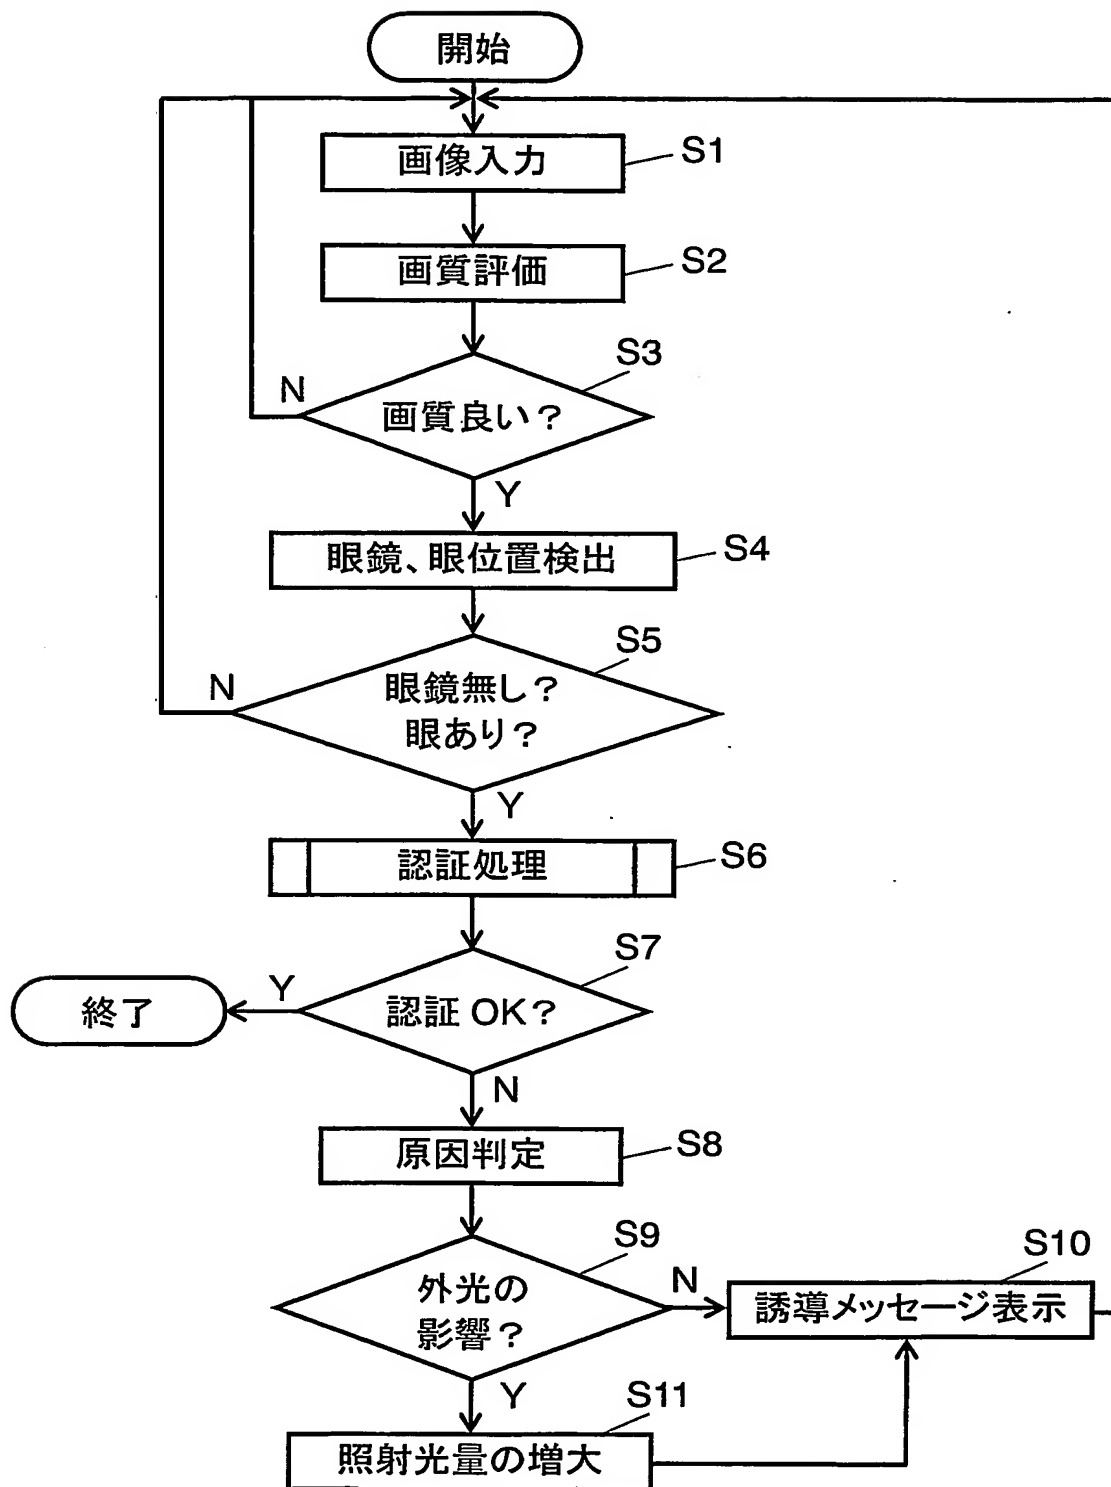 開始
画像入力
S1
画質評価
S2
S3
N
画質良い?
Y
眼鏡、眼位置検出
S4
S5
N
眼鏡無し?
眼あり?
Y
認証処理
S6
S7
Y
終了
認証 OK?
N
原因判定
S8
S9
S10
外光の
影響?
N
誘導メッセージ表示
Y
S11
照射光量の増大